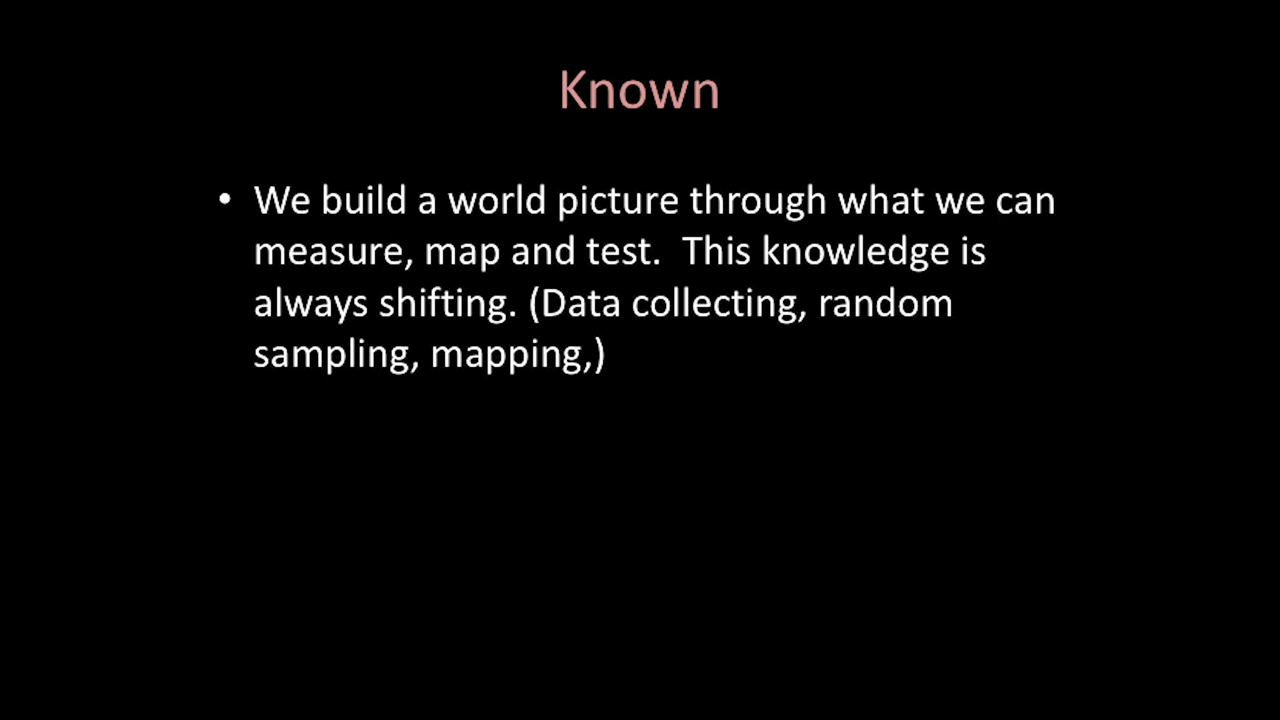 Known
• We build a world picture through what we can
measure, map and test.  This knowledge is
always shifting. (Data collecting, random
sampling, mapping,)